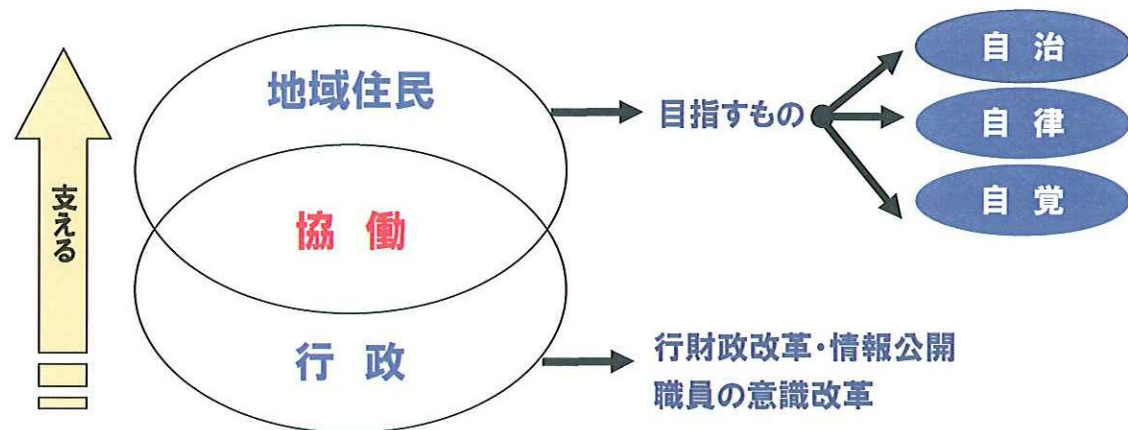 支える
地域住民
協働
行政
目指すもの
自治
自律
自覚
行財政改革・情報公開
職員の意識改革